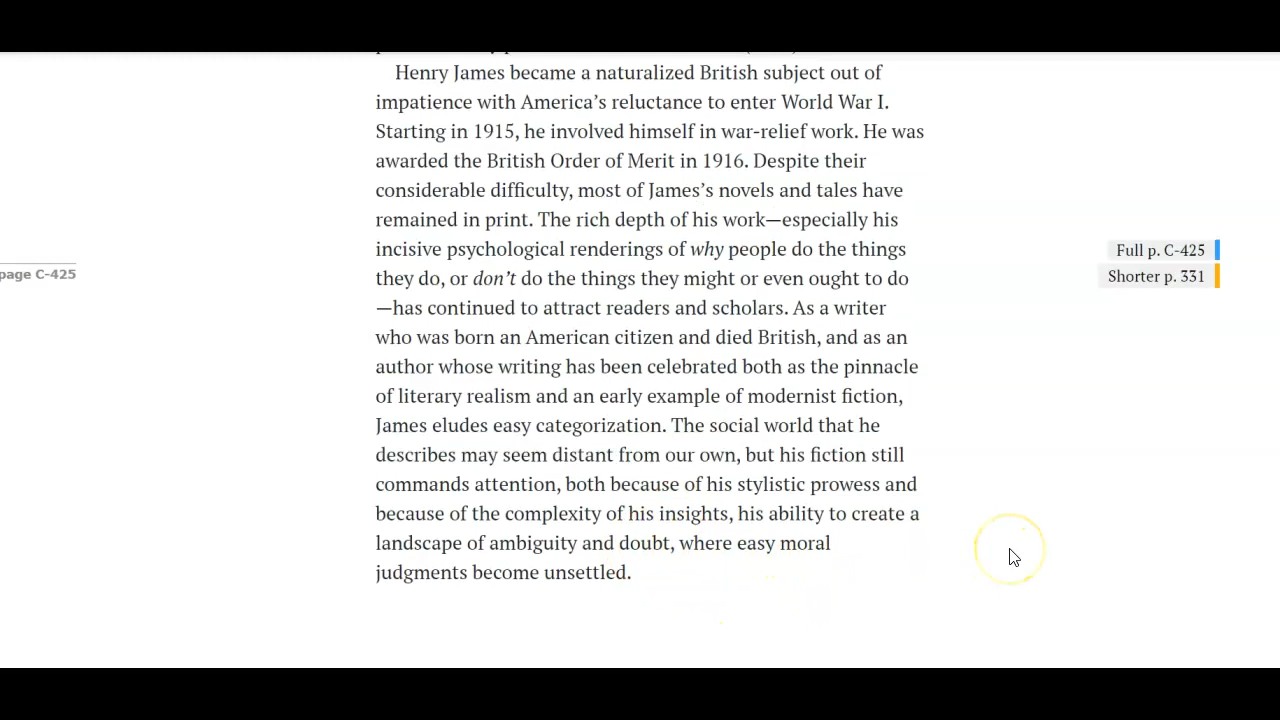 Henry James became a naturalized British subject out of
impatience with America's reluctance to enter World War I.
Starting in 1915, he involved himself in war-relief work. He was
awarded the British Order of Merit in 1916. Despite their
considerable difficulty, most of James's novels and tales have
remained in print. The rich depth of his work—especially his
incisive psychological renderings of why people do the things
they do, or don't do the things they might or even ought to do
—has continued to attract readers and scholars. As a writer
who was born an American citizen and died British, and as an
author whose writing has been celebrated both as the pinnacle
of literary realism and an early example of modernist fiction,
James eludes easy categorization. The social world that he
describes may seem distant from our own, but his fiction still
commands attention, both because of his stylistic prowess and
because of the complexity of his insights, his ability to create a
landscape of ambiguity and doubt, where easy moral
judgments become unsettled.
page C-425
Full p. C-425
Shorter p. 331